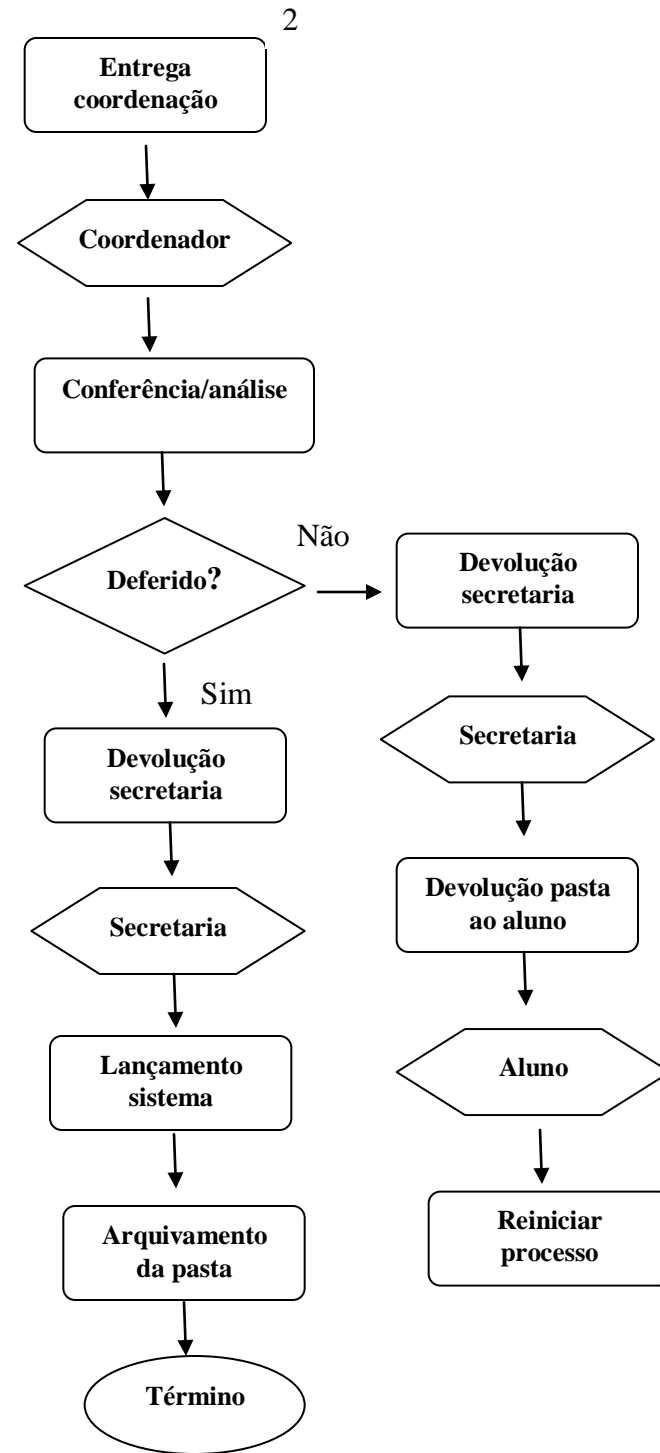 2
Entrega
coordenação
Coordenador
Conferência/análise
Deferido?
Não
Devolução
secretaria
Sim
Devolução
secretaria
Secretaria
Secretaria
Devolução pasta
ao aluno
Lançamento
sistema
Aluno
Arquivamento
da pasta
Reiniciar
processo
Término